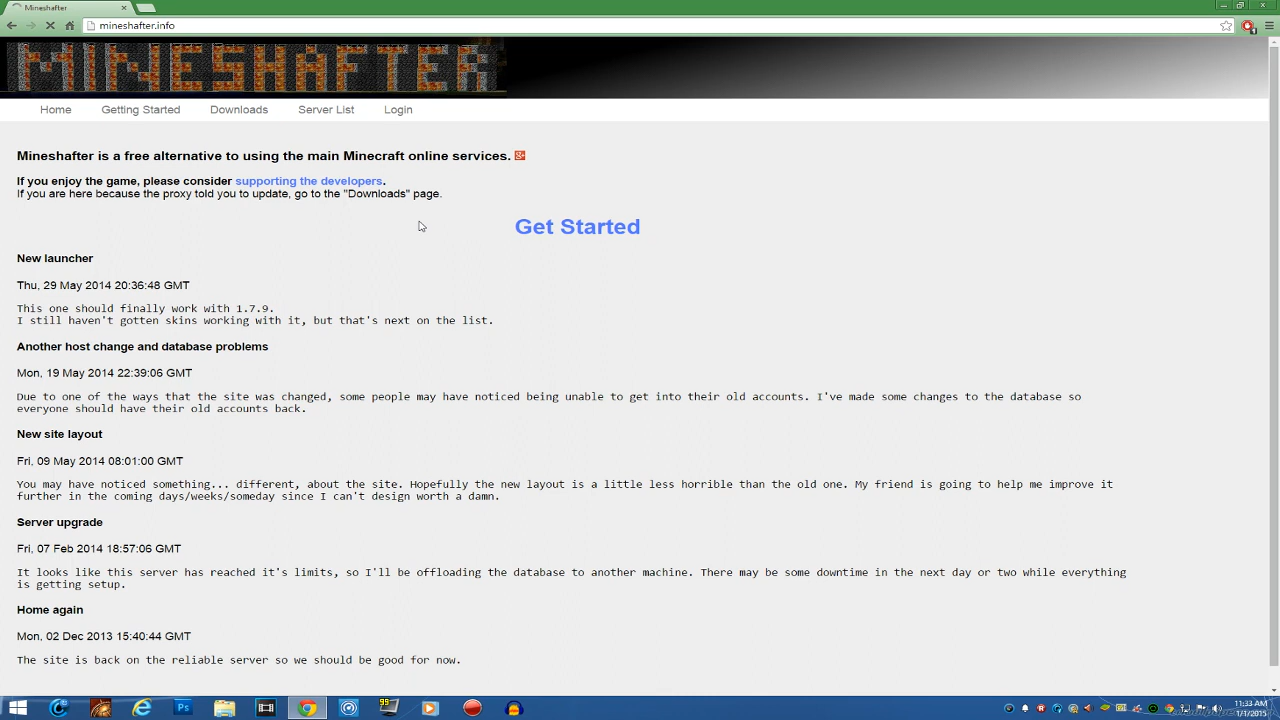 Mineshafter
mineshafter.info
MINESHAFTER
Home Getting Started Downloads Server List Login
Mineshafter is a free alternative to using the main Minecraft online services.
If you enjoy the game, please consider supporting the developers.
If you are here because the proxy told you to update, go to the "Downloads" page.
Get Started
New launcher
Thu, 29 May 2014 20:36:48 GMT
This one should finally work with 1.7.9.
I still haven't gotten skins working with it, but that's next on the list.
Another host change and database problems
Mon, 19 May 2014 22:39:06 GMT
Due to one of the ways that the site was changed, some people may have noticed being unable to get into their old accounts. I've made some changes to the database so
everyone should have their old accounts back.
New site layout
Fri, 09 May 2014 08:01:00 GMT
You may have noticed something... different, about the site. Hopefully the new layout is a little less horrible than the old one. My friend is going to help me improve it
further in the coming days/weeks/someday since I can't design worth a damn.
Server upgrade
Fri, 07 Feb 2014 18:57:06 GMT
It looks like this server has reached it's limits, so I'll be offloading the database to another machine. There may be some downtime in the next day or two while everything
is getting setup.
Home again
Mon, 02 Dec 2013 15:40:44 GMT
The site is back on the reliable server so we should be good for now.
Ps
99
11:33 AM
1/1/2015